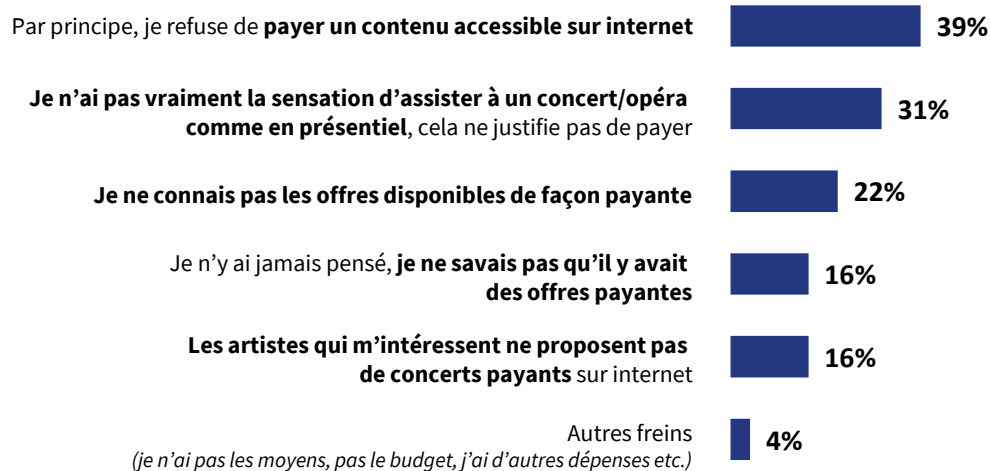 Par principe, je refuse de payer un contenu accessible sur internet 39%
Je n’ai pas vraiment la sensation d’assister à un concert/opéra
comme en présentiel, cela ne justifie pas de payer
31%
Je ne connais pas les offres disponibles de façon payante 22%
Je n’y ai jamais pensé, je ne savais pas qu’il y avait
des offres payantes
16%
Les artistes qui m’intéressent ne proposent pas
de concerts payants sur internet
16%
Autres freins
(je n’ai pas les moyens, pas le budget, j’ai d’autres dépenses etc.)
4%